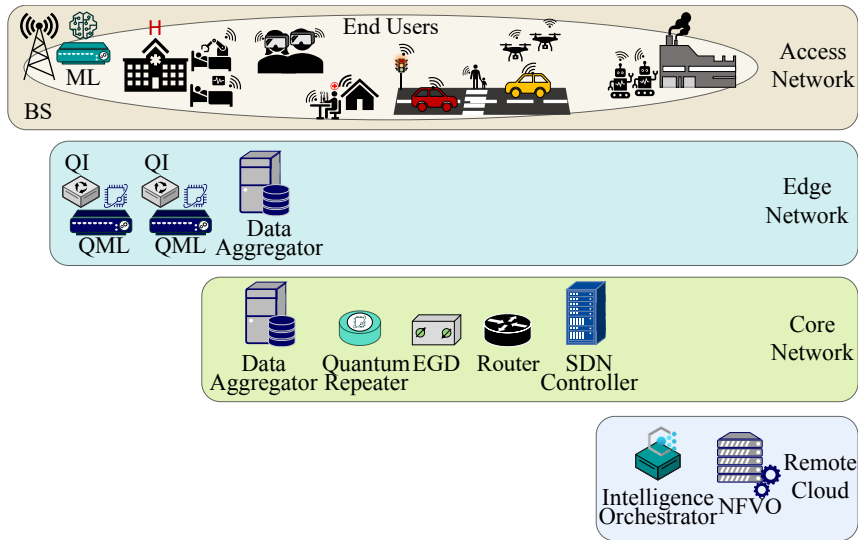 End Users
H
ML
BS
Access
Network
QI
QI
QML
QML
Data
Aggregator
Edge
Network
Data
Aggregator
Quantum
Repeater
EGD
Router
SDN
Controller
Core
Network
Intelligence
Orchestrator
NFVO
Remote
Cloud